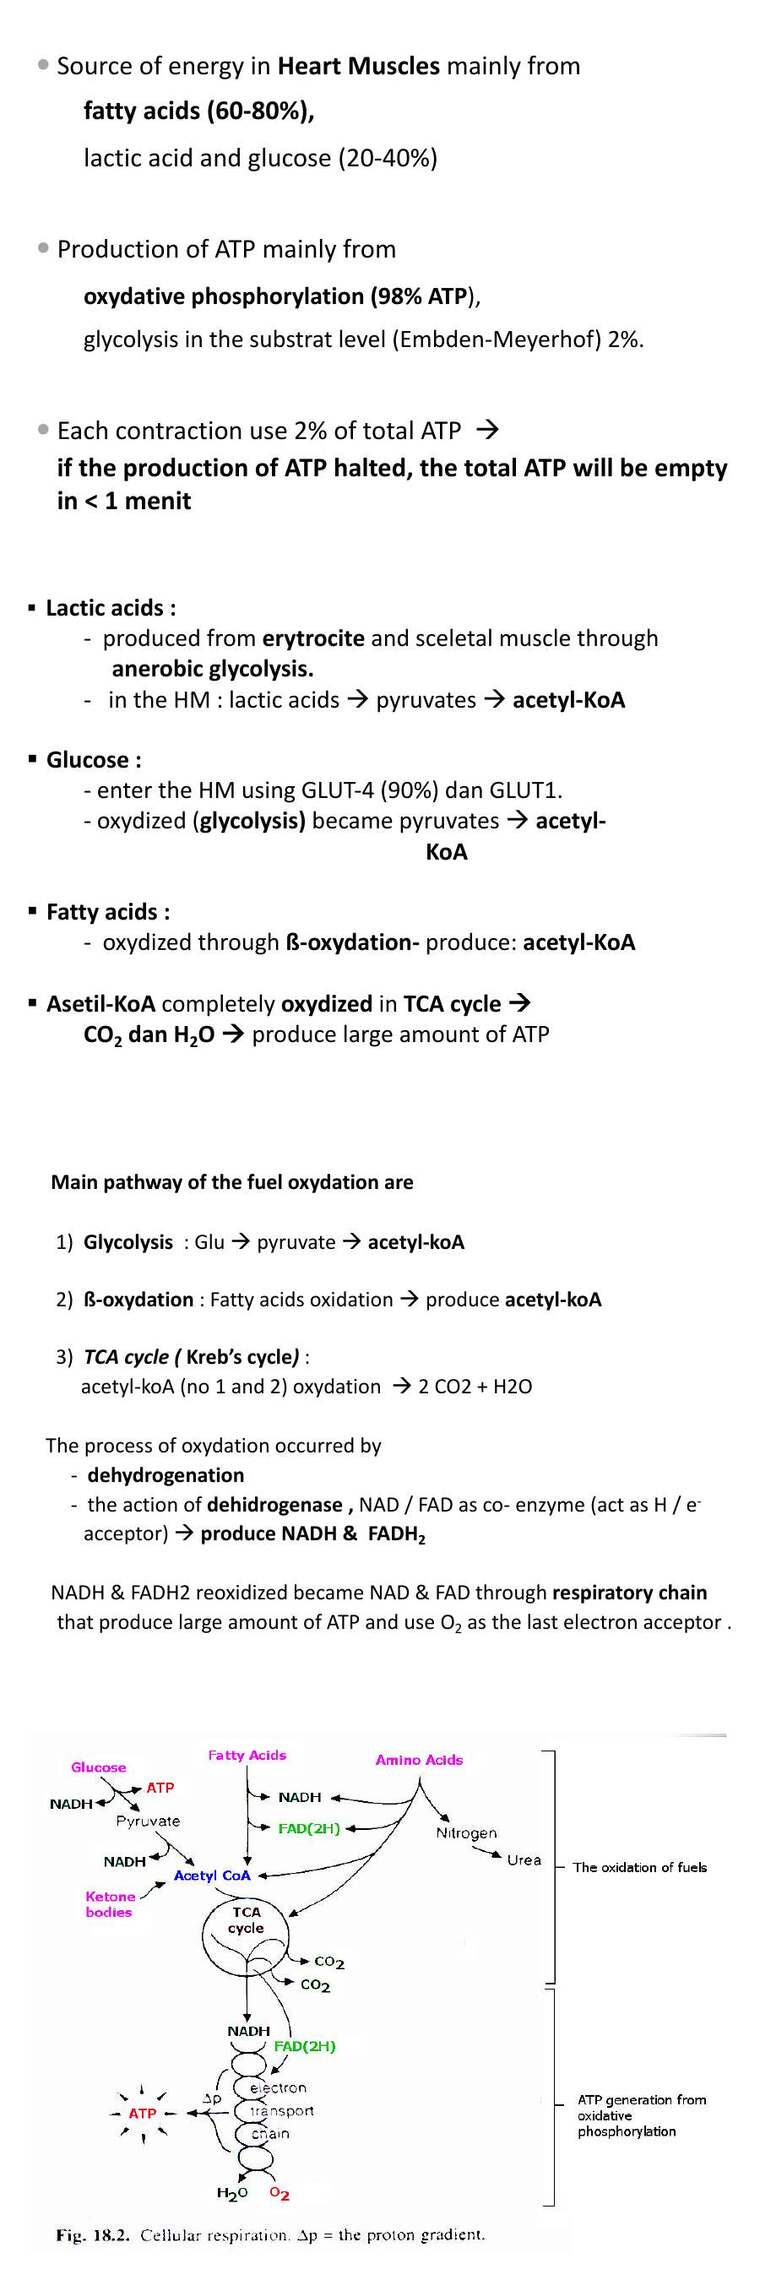 • Source of energy in Heart Muscles mainly from
fatty acids (60-80%),
lactic acid and glucose (20-40%)
• Production of ATP mainly from
oxydative phosphorylation (98% ATP),
glycolysis in the substrat level (Embden-Meyerhof) 2%.
• Each contraction use 2% of total ATP →
if the production of ATP halted, the total ATP will be empty
in < 1 menit
▪ Lactic acids :
- produced from erytrocite and sceletal muscle through
anerobic glycolysis.
- in the HM : lactic acids → pyruvates → acetyl-KoA
▪ Glucose :
- enter the HM using GLUT-4 (90%) dan GLUT1.
- oxydized (glycolysis) became pyruvates → acetyl-
KoA
▪ Fatty acids :
- oxydized through ß-oxydation- produce: acetyl-KoA
▪ Asetil-KoA completely oxydized in TCA cycle →
CO₂ dan H₂O → produce large amount of ATP
Main pathway of the fuel oxydation are
1) Glycolysis : Glu → pyruvate → acetyl-koA
2) ß-oxydation : Fatty acids oxidation → produce acetyl-koA
3) TCA cycle ( Kreb's cycle) :
acetyl-koA (no 1 and 2) oxydation → 2 CO2 + H2O
The process of oxydation occurred by
- dehydrogenation
- the action of dehidrogenase , NAD / FAD as co- enzyme (act as H / e⁻
acceptor) → produce NADH & FADH₂
NADH & FADH2 reoxidized became NAD & FAD through respiratory chain
that produce large amount of ATP and use O₂ as the last electron acceptor .
Fatty Acids
Amino Acids
Glucose
ATP
NADH
NADH
Pyruvate
FAD(2H)
Nitrogen
NADH
Urea
The oxidation of fuels
Acetyl CoA
Ketone
bodies
TCA
cycle
CO₂
CO₂
NADH
FAD(2H)
electron
Δp
transport
ATP
chain
ATP generation from
oxidative
phosphorylation
H₂O
O₂
Fig. 18.2. Cellular respiration. Δp = the proton gradient.